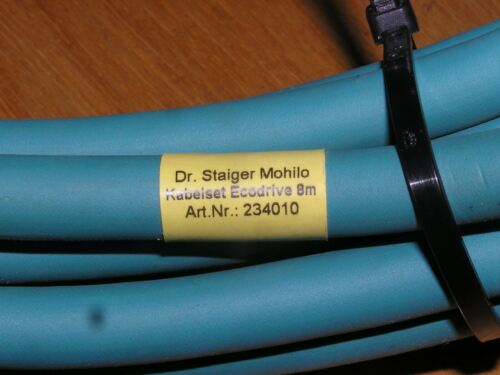 Dr. Staiger Mohilo
Kabelset Ecodrive 8m
Art.Nr.: 234010